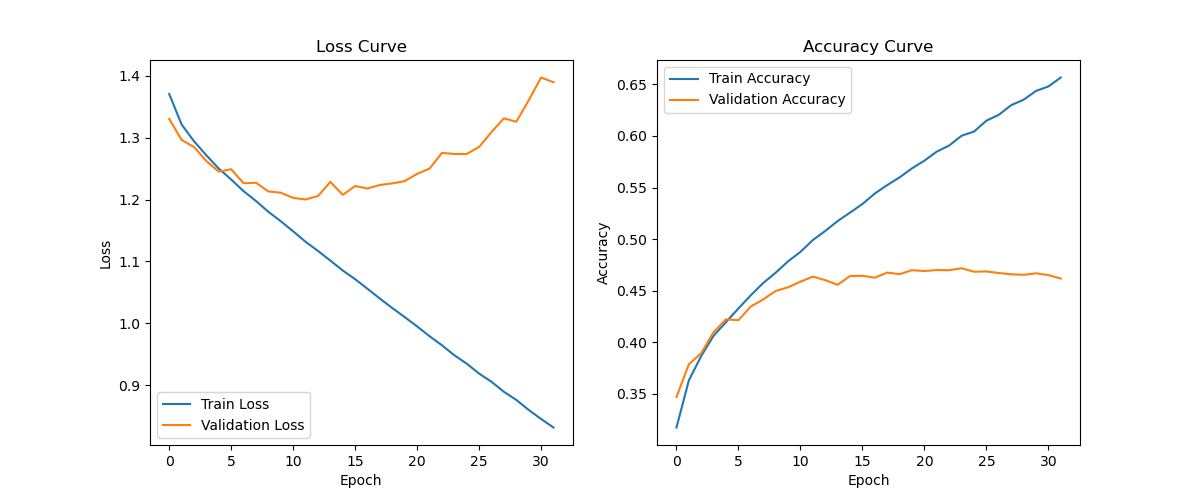 Loss Curve
1.4
1.3
1.2
1.1
1.0
0.9
Loss
Train Loss
Validation Loss
0 5 10 15 20 25 30
Epoch
Accuracy Curve
Train Accuracy
Validation Accuracy
0.65
0.60
0.55
0.50
0.45
0.40
0.35
Accuracy
0 5 10 15 20 25 30
Epoch